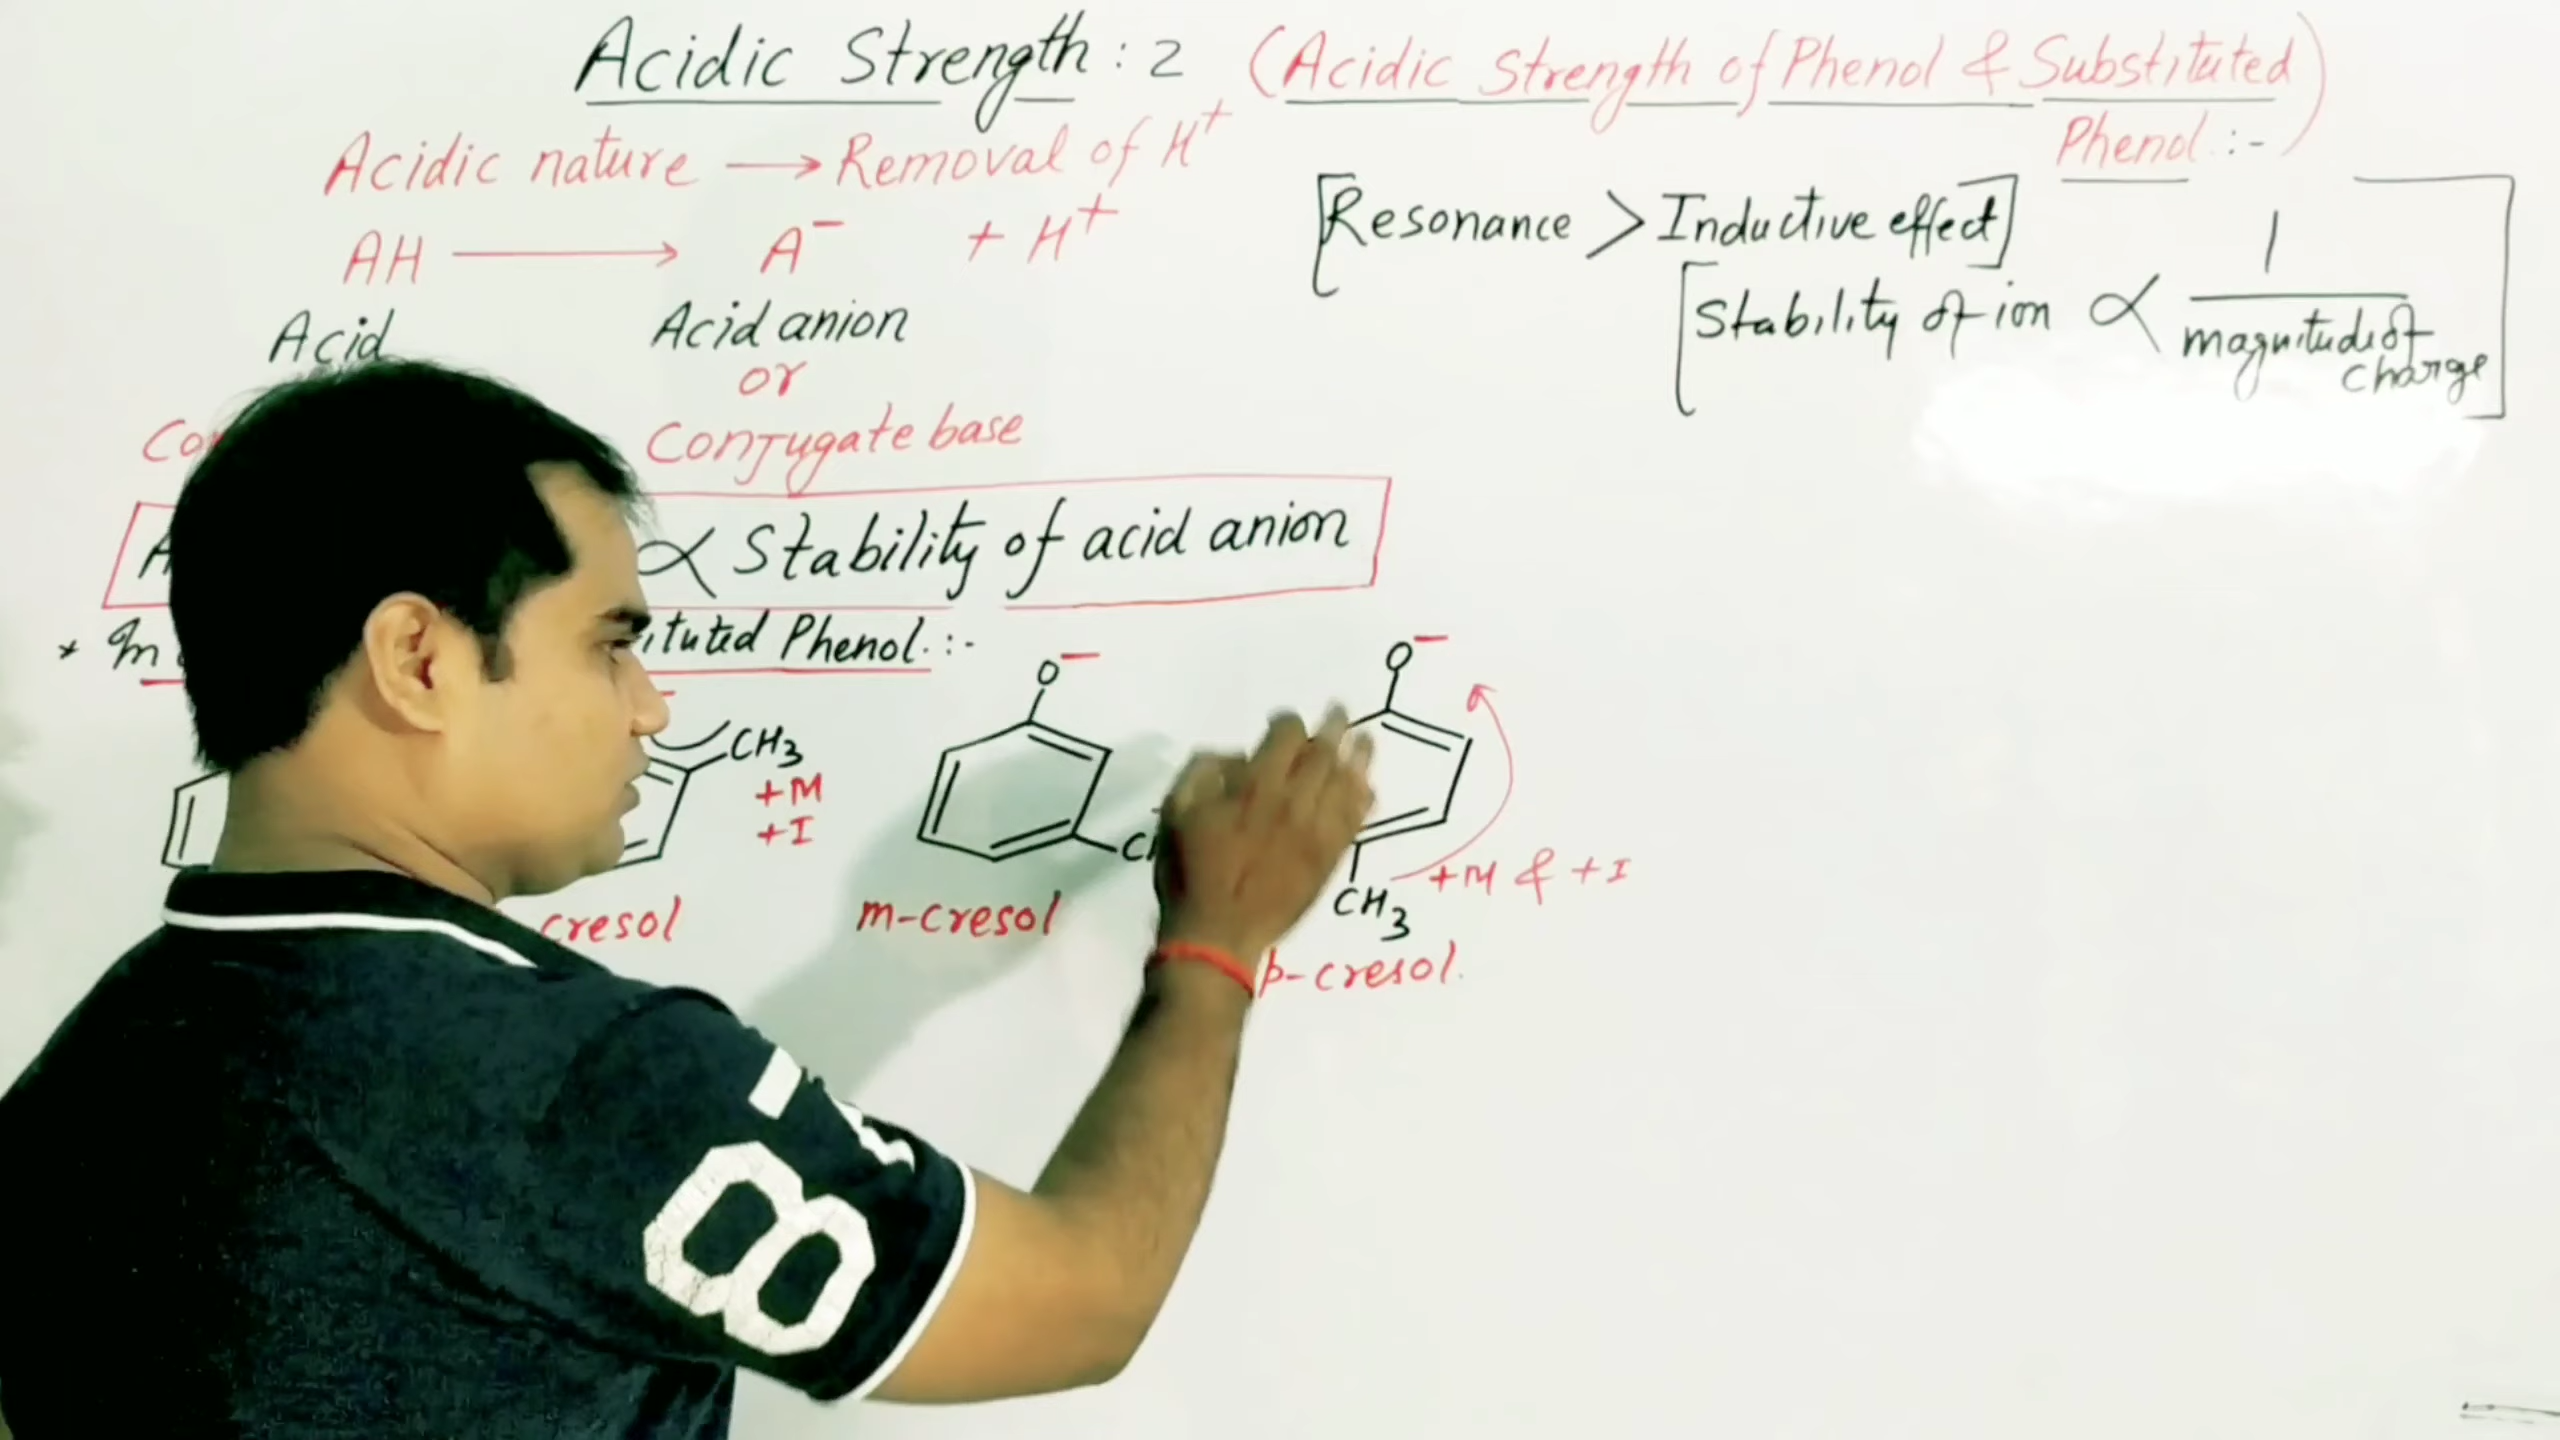 Acidic Strength : 2 (Acidic Strength of Phenol & Substituted
Phenol :-)
Acidic nature → Removal of H+
AH → A− + H+
[Resonance > Inductive effect]
[Stability of ion ∝ 1
magnitude of
charge]
Acid
Acid anion
or
Conjugate base
∝ Stability of acid anion
Phenol :-
O−
O−
CH3
+M
+I
CH3
+M & +I
cresol
m-cresol
p-cresol.
8